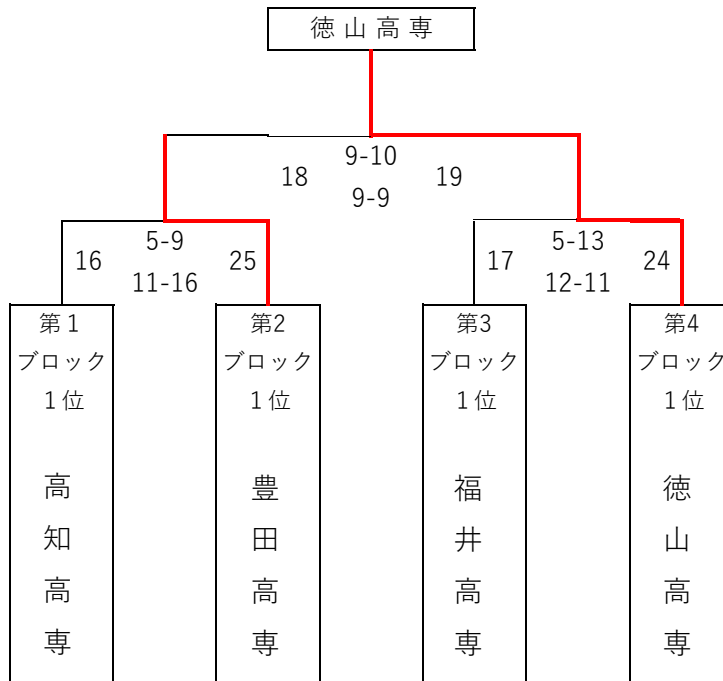 徳山高専
9-10
18 19
9-9
5-9
16 25
11-16
5-13
17 24
12-11
第1
ブロック
1位
高知高専
第2
ブロック
1位
豊田高専
第3
ブロック
1位
福井高専
第4
ブロック
1位
徳山高専